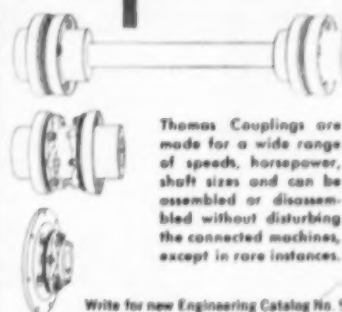 Thomas Couplings are
made for a wide range
of speeds, horsepower,
shaft sizes and can be
assembled or disassem-
bled without disturbing
the connected machines,
except in rare instances.
Write for new Engineering Catalog No.